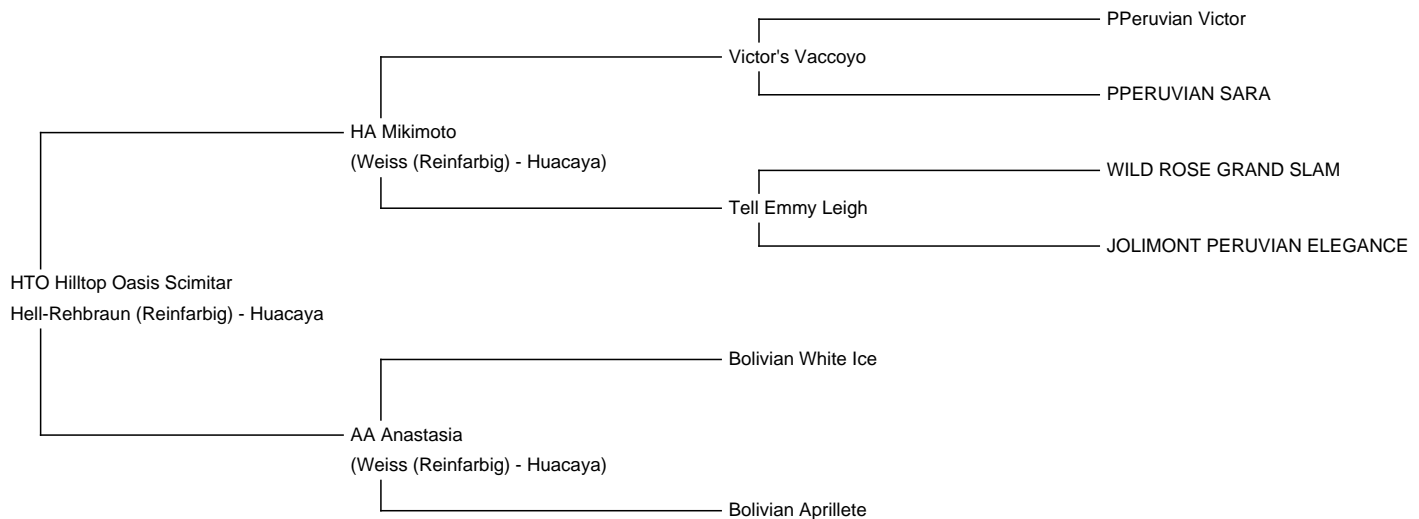 PPeruvian Victor
Victor's Vaccoyo
PPERUVIAN SARA
HA Mikimoto
(Weiss (Reinfarbig) - Huacaya)
WILD ROSE GRAND SLAM
Tell Emmy Leigh
JOLIMONT PERUVIAN ELEGANCE
HTO Hilltop Oasis Scimitar
Hell-Rehbraun (Reinfarbig) - Huacaya
Bolivian White Ice
AA Anastasia
(Weiss (Reinfarbig) - Huacaya)
Bolivian Aprillete